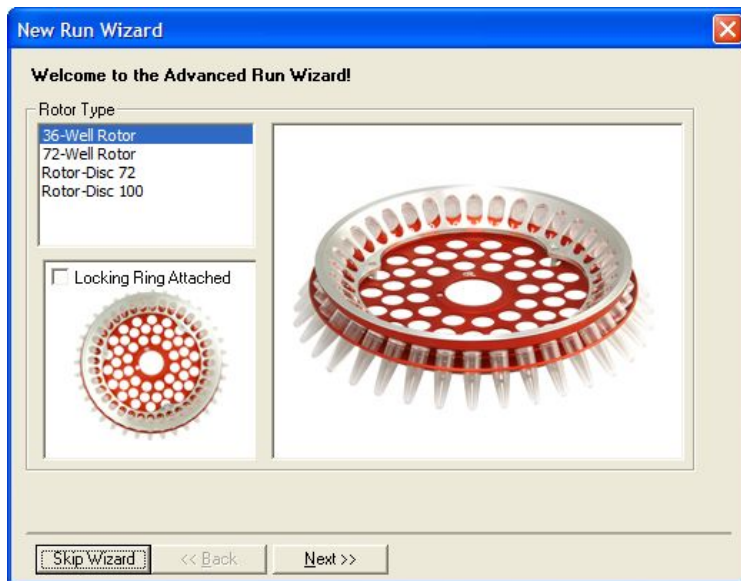 New Run Wizard
Welcome to the Advanced Run Wizard!
Rotor Type
36-Well Rotor
72-Well Rotor
Rotor-Disc 72
Rotor-Disc 100
Locking Ring Attached
Skip Wizard
<< Back
Next >>